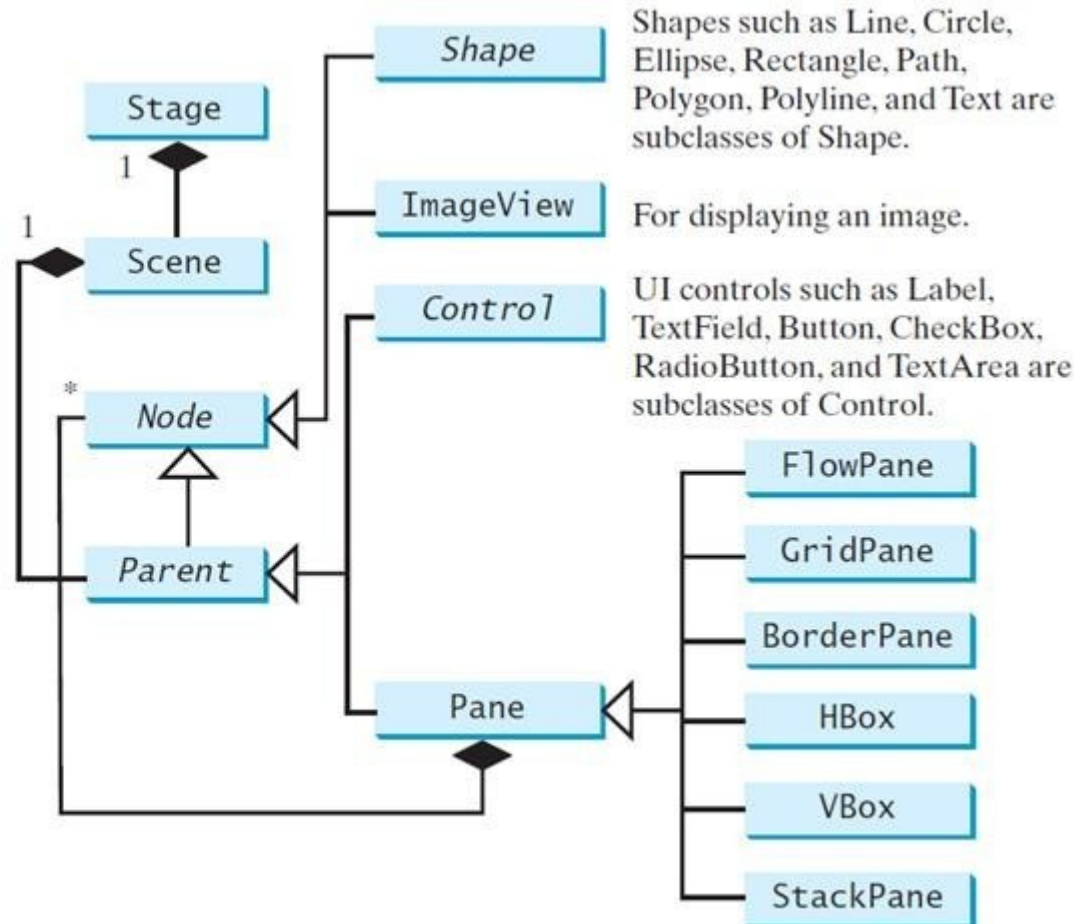 Stage
1
1
Scene
*
Node
Parent
Shape
Shapes such as Line, Circle,
Ellipse, Rectangle, Path,
Polygon, Polyline, and Text are
subclasses of Shape.
ImageView
For displaying an image.
Control
UI controls such as Label,
TextField, Button, CheckBox,
RadioButton, and TextArea are
subclasses of Control.
Pane
FlowPane
GridPane
BorderPane
HBox
VBox
StackPane